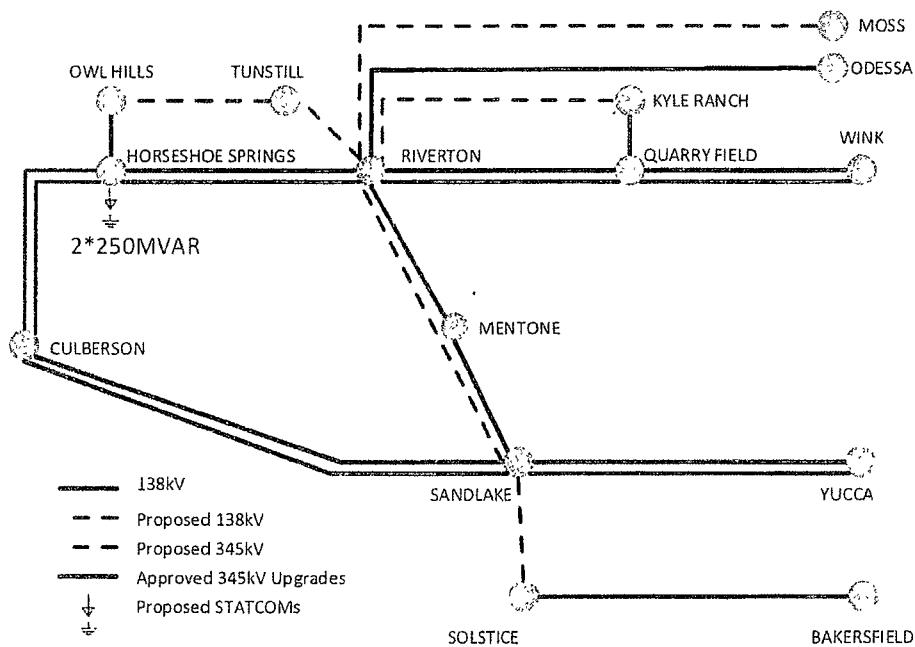 MOSS
ODESSA
OWL HILLS
TUNSTILL
KYLE RANCH
HORSESHOE SPRINGS
RIVERTON
QUARRY FIELD
WINK
2*250MVAR
MENTONE
CULBERSON
SANDLAKE
YUCCA
138kV
Proposed 138kV
Proposed 345kV
Approved 345kV Upgrades
Proposed STATCOMs
SOLSTICE
BAKERSFIELD